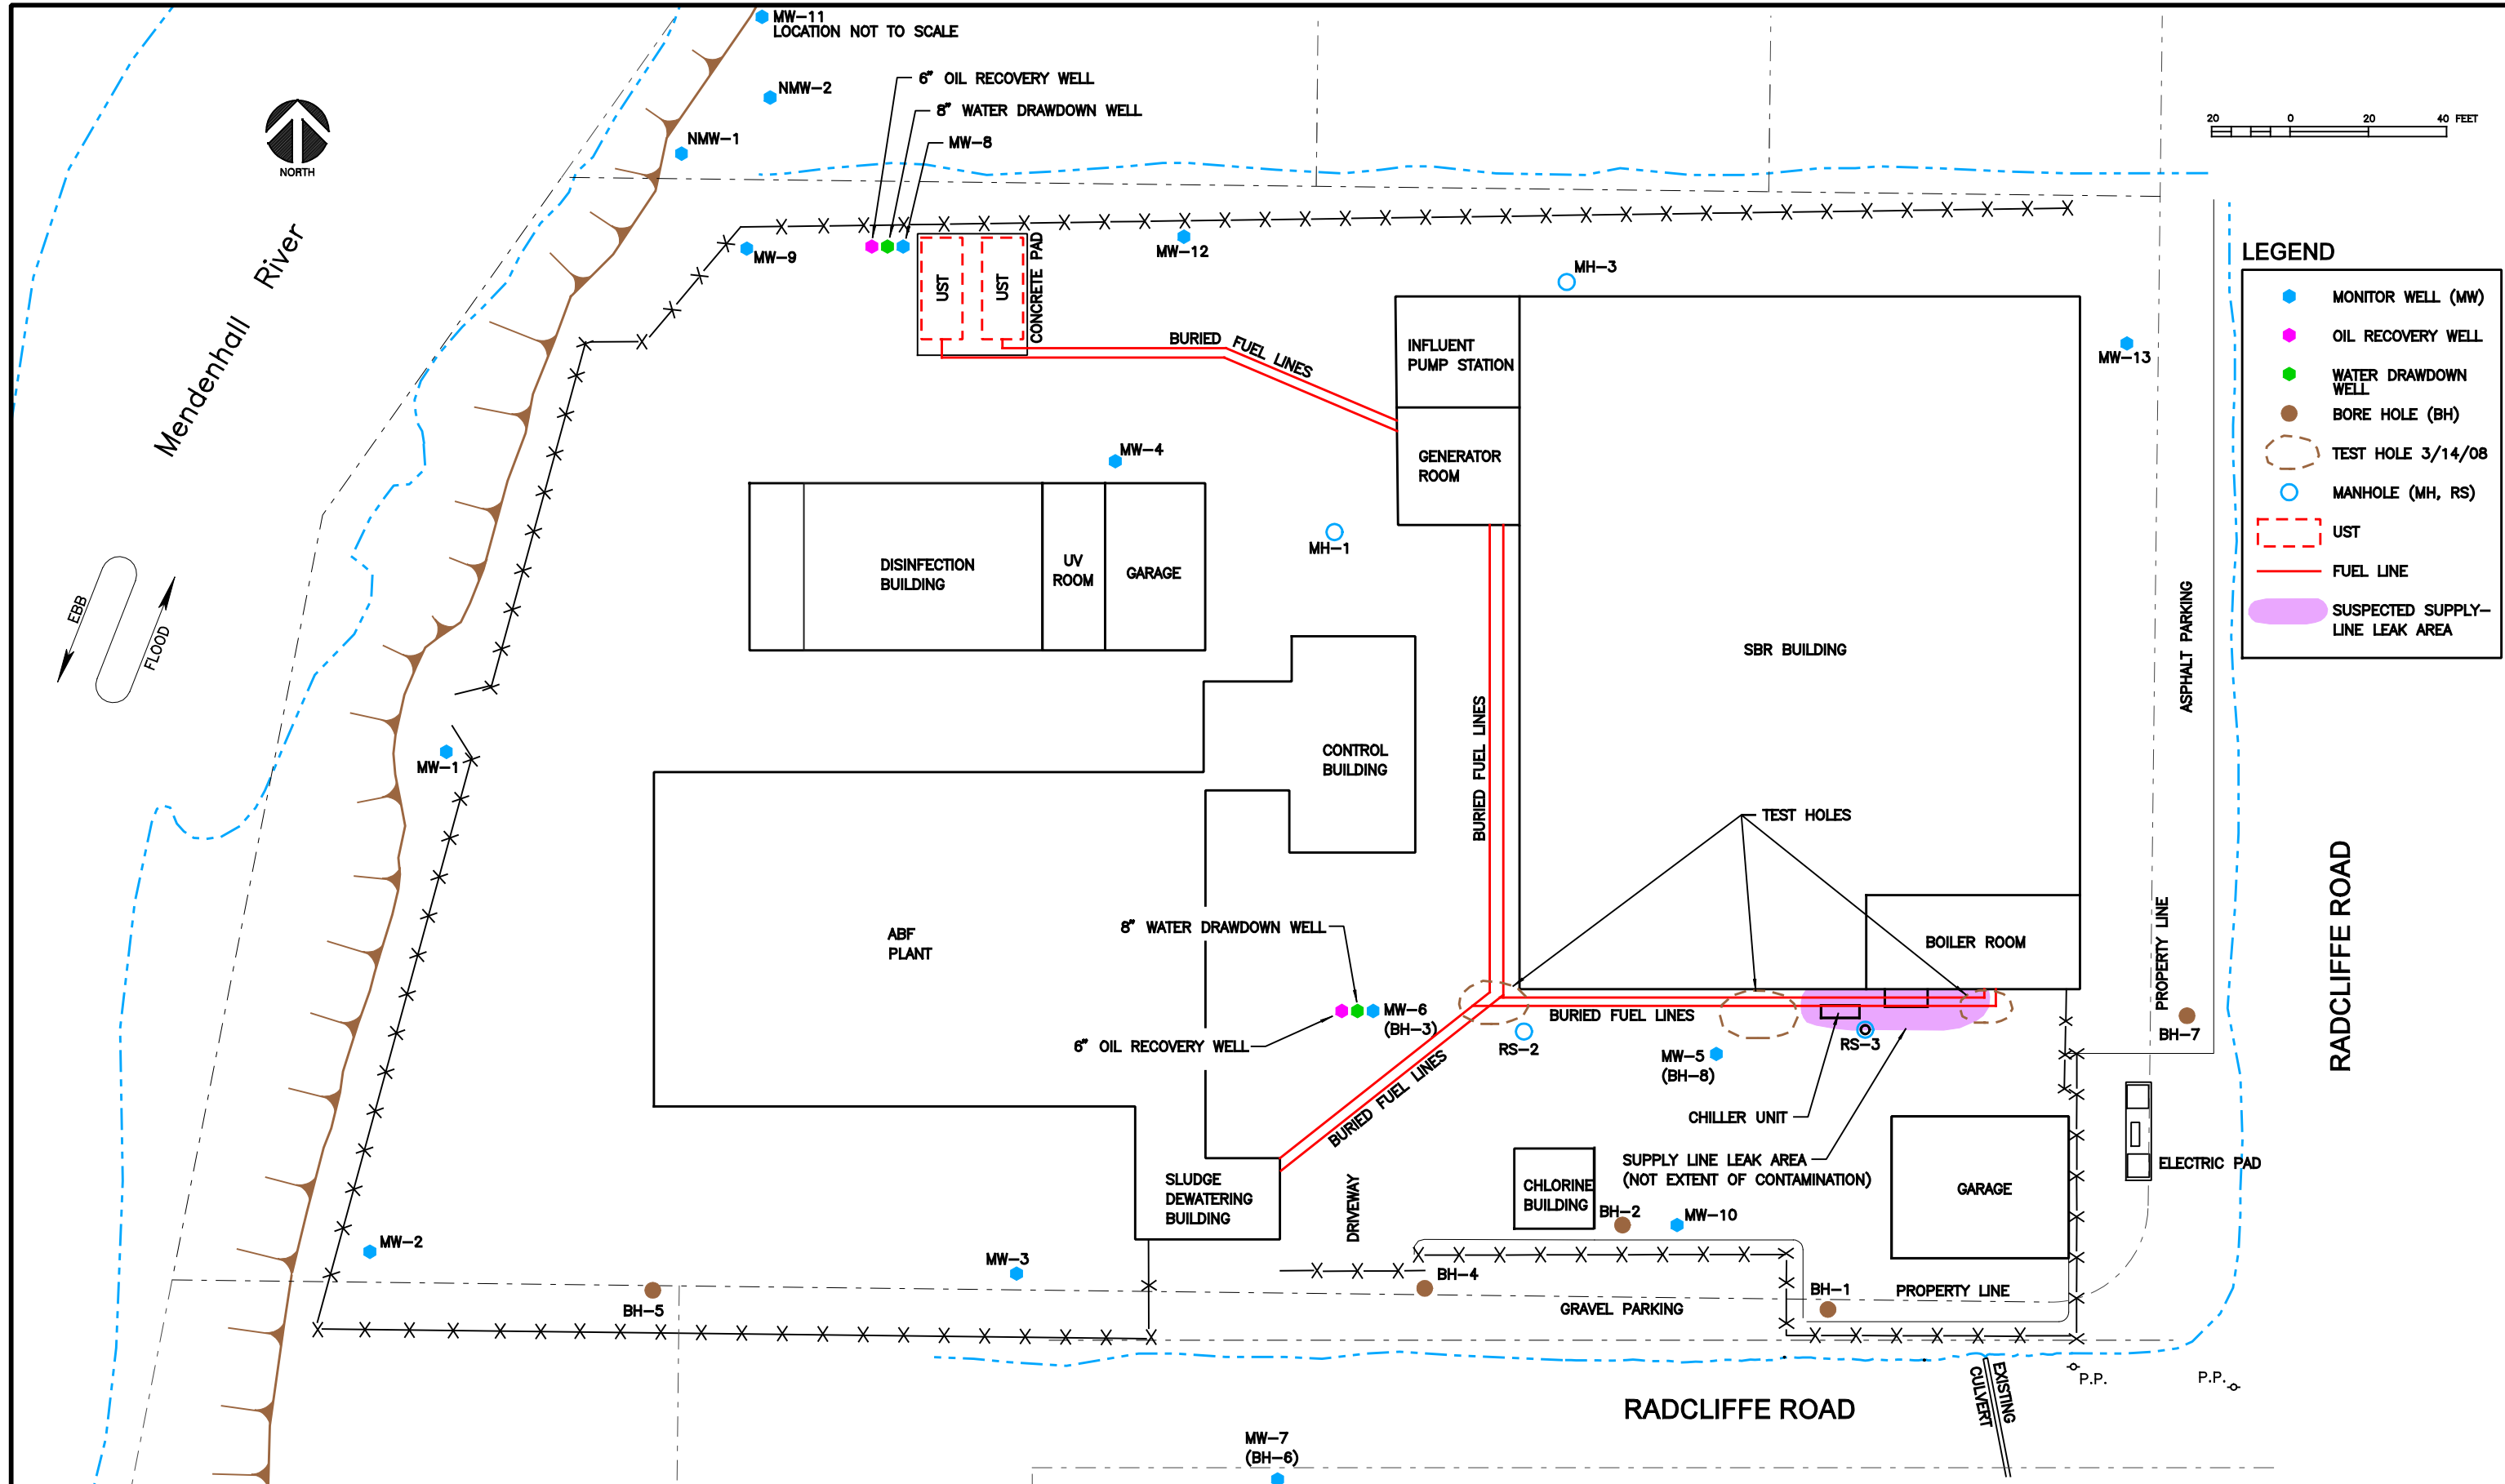 MW-11
LOCATION NOT TO SCALE
NMW-2
6" OIL RECOVERY WELL
8" WATER DRAWDOWN WELL
MW-8
NMW-1
NORTH
20 0 20 40 FEET
Mendenhall River
MW-9
UST
UST
CONCRETE PAD
MW-12
MH-3
BURIED FUEL LINES
INFLUENT
PUMP STATION
GENERATOR
ROOM
MW-13
LEGEND
MONITOR WELL (MW)
OIL RECOVERY WELL
WATER DRAWDOWN
WELL
BORE HOLE (BH)
TEST HOLE 3/14/08
MANHOLE (MH, RS)
UST
FUEL LINE
SUSPECTED SUPPLY-
LINE LEAK AREA
MW-4
MH-1
DISINFECTION
BUILDING
UV
ROOM
GARAGE
EBB
FLOOD
SBR BUILDING
ASPHALT PARKING
MW-1
CONTROL
BUILDING
BURIED FUEL LINES
TEST HOLES
ABF
PLANT
8" WATER DRAWDOWN WELL
BOILER ROOM
PROPERTY LINE
RADCLIFFE ROAD
MW-6
(BH-3)
6" OIL RECOVERY WELL
BURIED FUEL LINES
RS-2
MW-5
(BH-8)
RS-3
BH-7
BURIED FUEL LINES
CHILLER UNIT
SUPPLY LINE LEAK AREA
(NOT EXTENT OF CONTAMINATION)
ELECTRIC PAD
SLUDGE
DEWATERING
BUILDING
DRIVEWAY
CHLORINE
BUILDING
BH-2
MW-10
GARAGE
MW-2
MW-3
BH-4
BH-5
BH-1
PROPERTY LINE
GRAVEL PARKING
EXISTING
CULVERT
P.P.
P.P.
RADCLIFFE ROAD
MW-7
(BH-6)